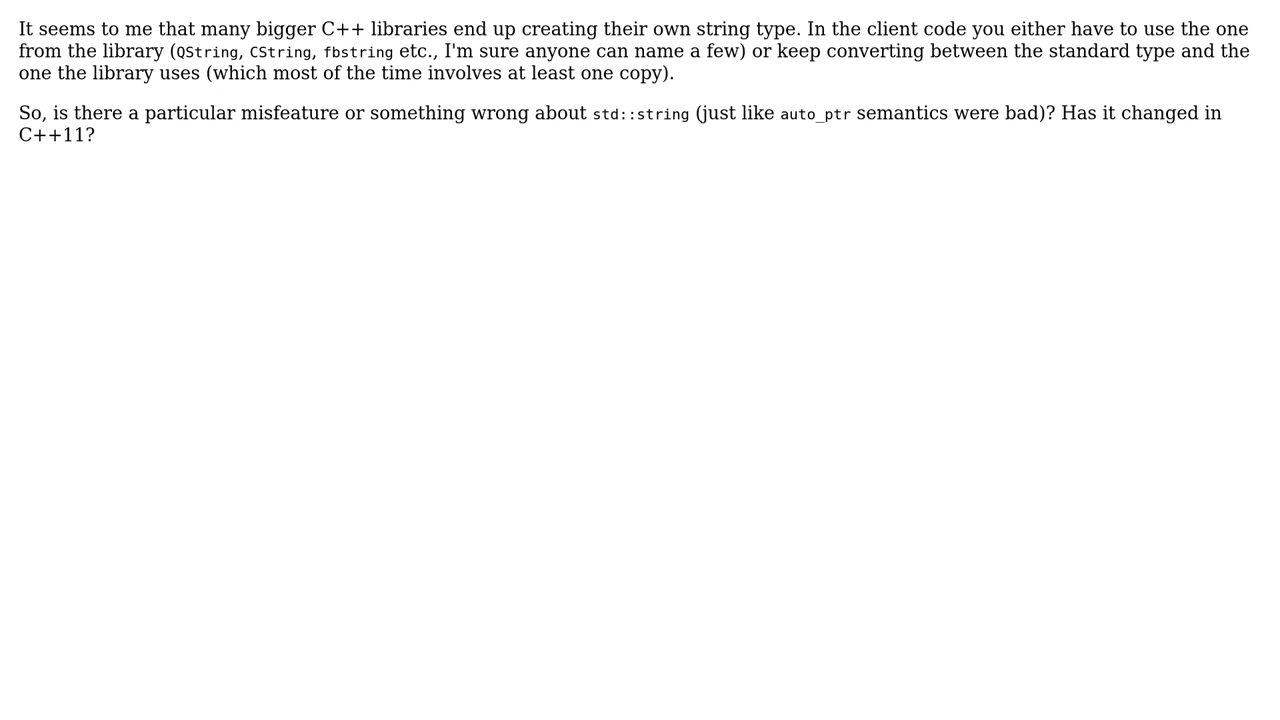 It seems to me that many bigger C++ libraries end up creating their own string type. In the client code you either have to use the one
from the library (QString, CString, fbstring etc., I'm sure anyone can name a few) or keep converting between the standard type and the
one the library uses (which most of the time involves at least one copy).
So, is there a particular misfeature or something wrong about std::string (just like auto_ptr semantics were bad)? Has it changed in
C++11?